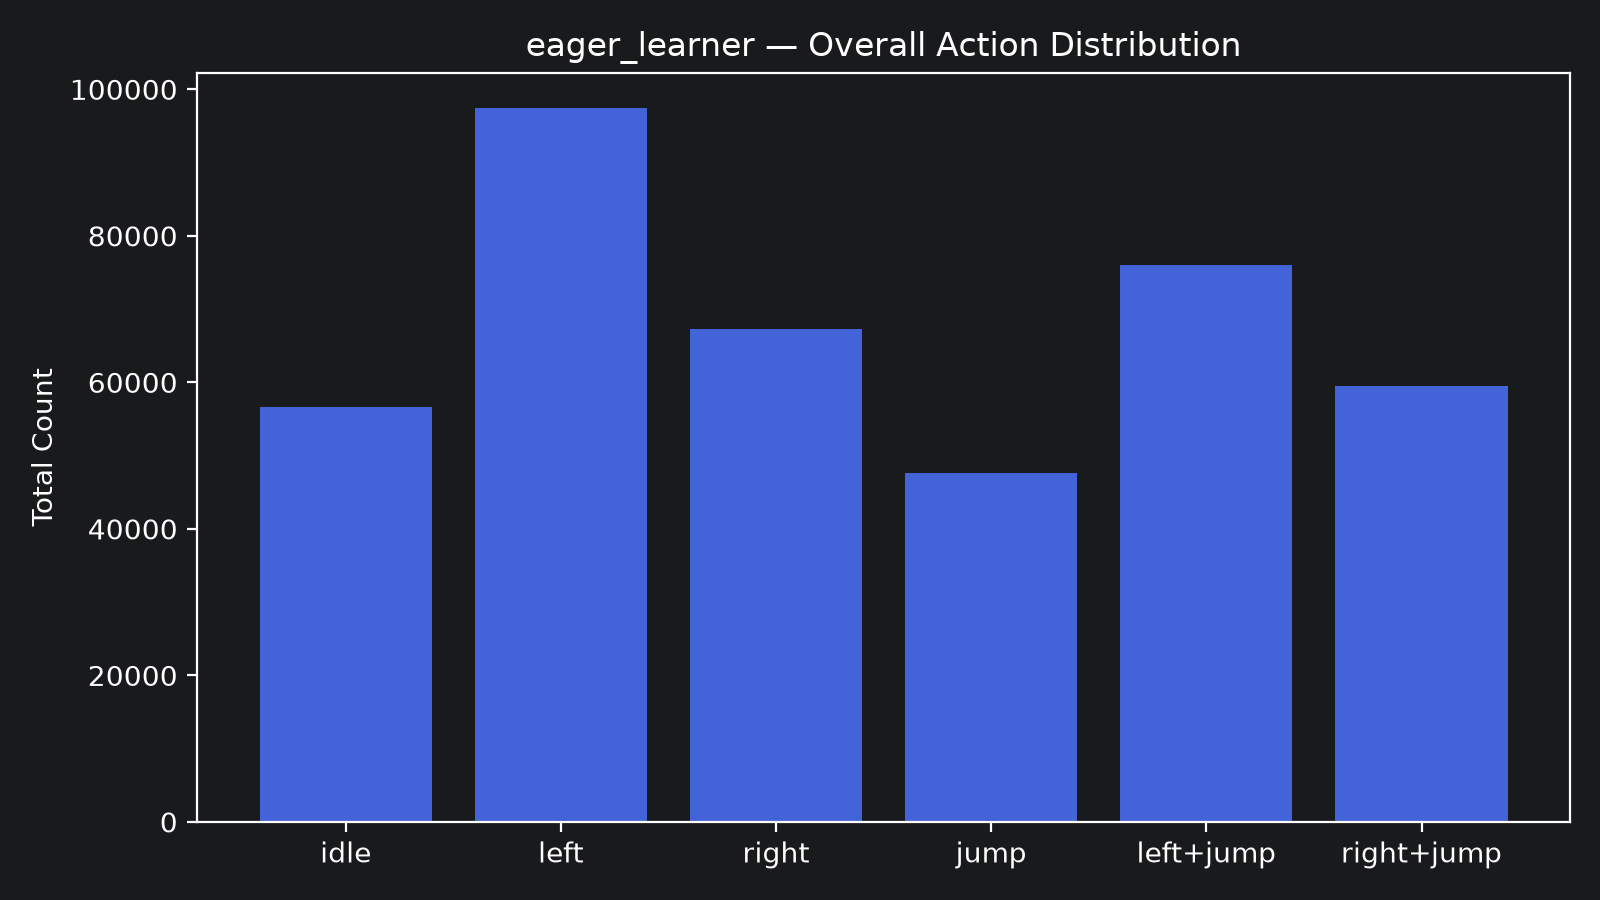 eager_learner — Overall Action Distribution
Total Count
100000
80000
60000
40000
20000
0
idle
left
right
jump
left+jump
right+jump